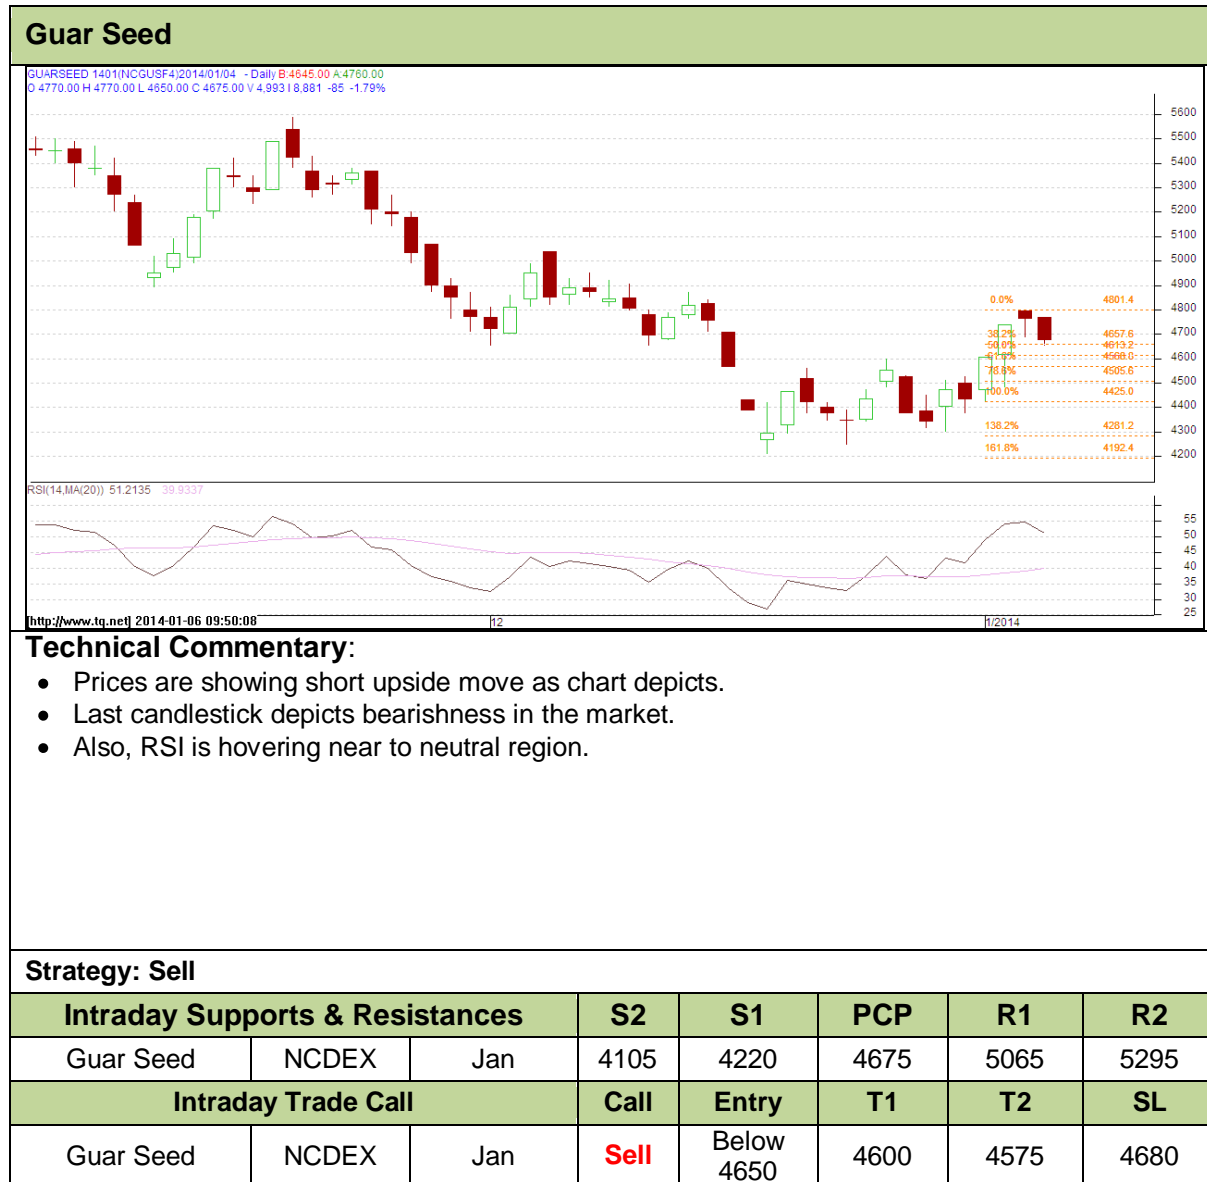 Guar Seed
GUARSEED 1401(NCGUSF4)2014/01/04 - Daily B:4645.00 A:4760.00
O 4770.00 H 4770.00 L 4650.00 C 4675.00 V 4,993 I 8,881 -85 -1.79%
5600
5500
5400
5300
5200
5100
5000
4900
4800
4700
4600
4500
4400
4300
4200
0.0% 4801.4
38.2% 4657.6
50.0% 4613.2
61.8% 4568.0
78.6% 4505.6
100.0% 4425.0
138.2% 4281.2
161.8% 4192.4
RSI(14,MA(20)) 51.2135 39.9337
55
50
45
40
35
30
25
[http://www.tq.net] 2014-01-06 09:50:08 12 1/2014
Technical Commentary:
• Prices are showing short upside move as chart depicts.
• Last candlestick depicts bearishness in the market.
• Also, RSI is hovering near to neutral region.
Strategy: Sell
Intraday Supports & Resistances S2 S1 PCP R1 R2
Guar Seed NCDEX Jan 4105 4220 4675 5065 5295
Intraday Trade Call Call Entry T1 T2 SL
Guar Seed NCDEX Jan Sell Below 4650 4600 4575 4680